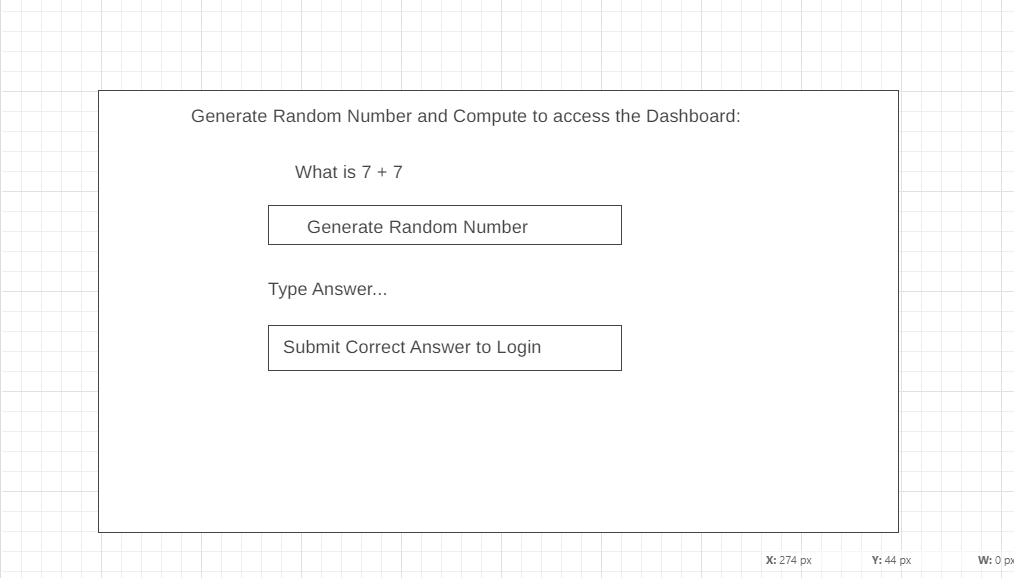 Generate Random Number and Compute to access the Dashboard:
What is 7 + 7
Generate Random Number
Type Answer...
Submit Correct Answer to Login
X: 274 px Y: 44 px W: 0 px